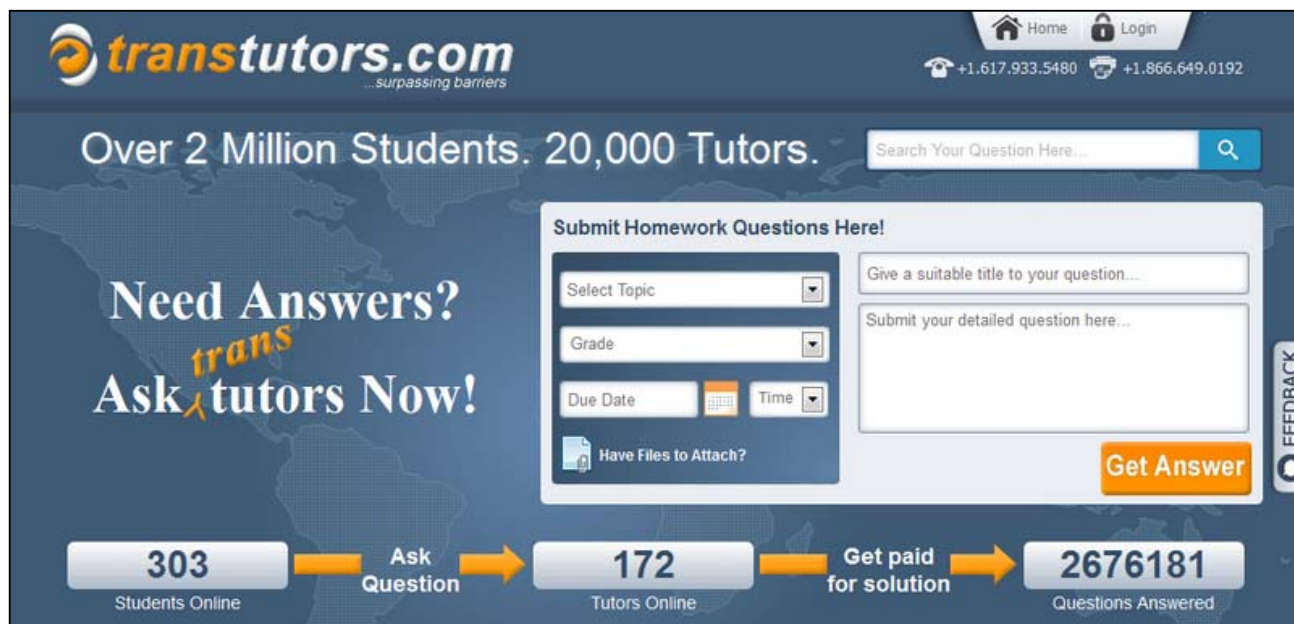 Home
Login
transtutors.com
...surpassing barriers
+1.617.933.5480
+1.866.649.0192
Over 2 Million Students. 20,000 Tutors.
Search Your Question Here...
Submit Homework Questions Here!
Need Answers?
trans
Ask tutors Now!
Select Topic
Grade
Due Date
Time
Have Files to Attach?
Give a suitable title to your question...
Submit your detailed question here...
Get Answer
FEEDBACK
303
Students Online
Ask
Question
172
Tutors Online
Get paid
for solution
2676181
Questions Answered